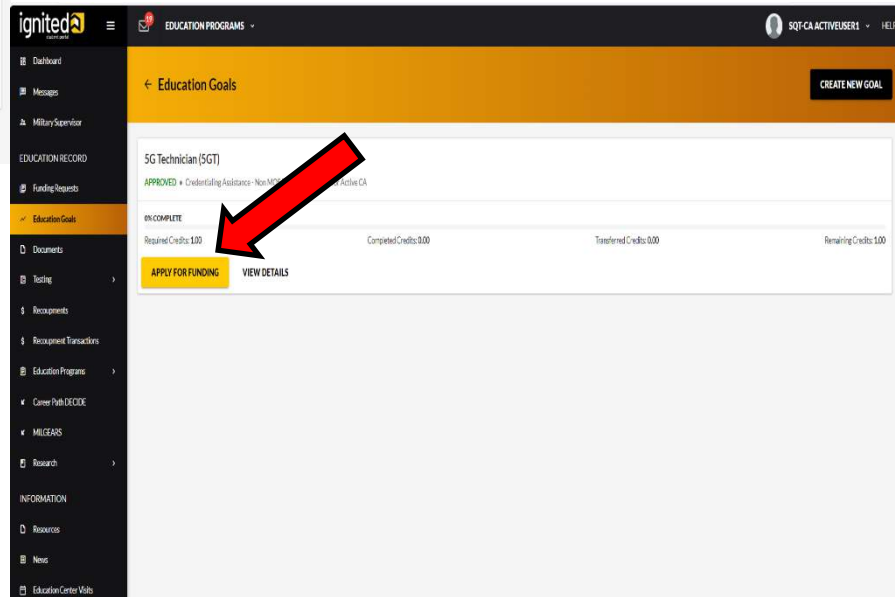 ignited
19
EDUCATION PROGRAMS
SQT-CA ACTIVEUSER1
HELP
Dashboard
Messages
Military Supervisor
EDUCATION RECORD
Funding Requests
Education Goals
Documents
Testing
Recoupments
Recoupment Transactions
Education Programs
Career Path DECIDE
MILGEARS
Research
INFORMATION
Resources
News
Education Center Visits
← Education Goals
CREATE NEW GOAL
5G Technician (5GT)
APPROVED • Credentialing Assistance - Non MOS Active CA
0% COMPLETE
Required Credits: 1.00
Completed Credits: 0.00
Transferred Credits: 0.00
Remaining Credits: 1.00
APPLY FOR FUNDING
VIEW DETAILS